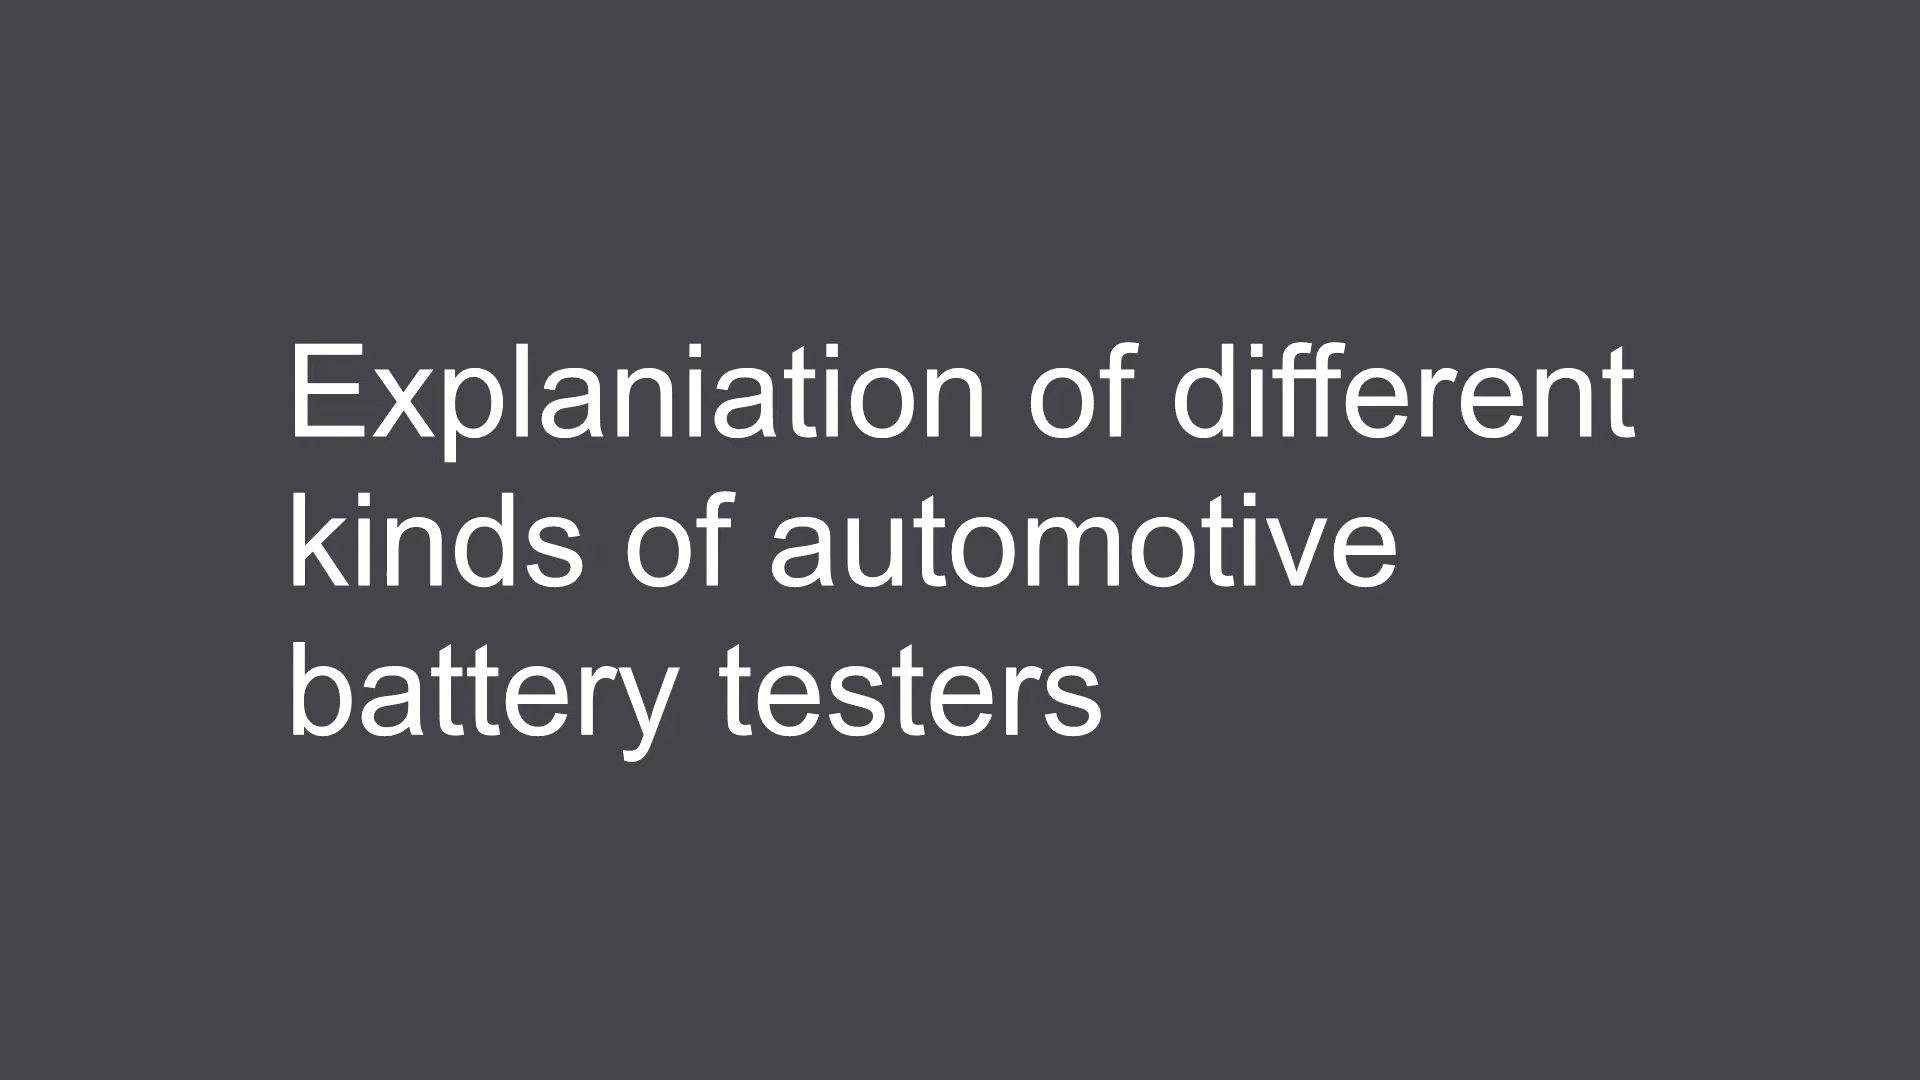 Explaniation of different
kinds of automotive
battery testers